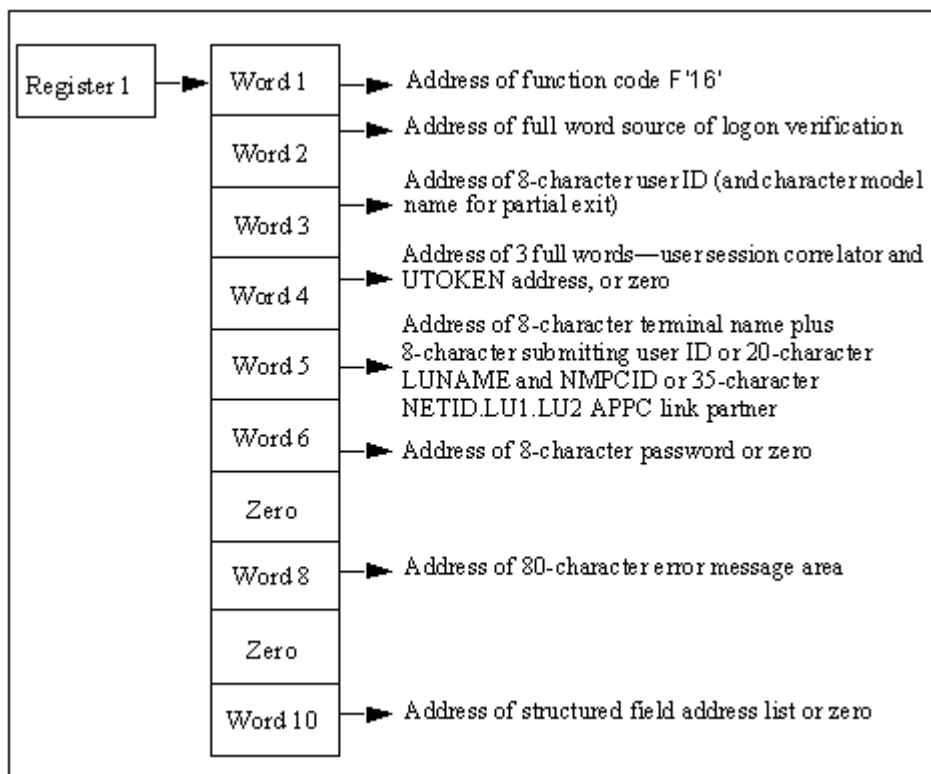 Register 1
Word 1
Address of function code F'16'
Word 2
Address of full word source of logon verification
Word 3
Address of 8-character user ID (and character model
name for partial exit)
Word 4
Address of 3 full words—user session correlator and
UTOKEN address, or zero
Word 5
Address of 8-character terminal name plus
8-character submitting user ID or 20-character
LUNAME and NMPCID or 35-character
NETID.LU1.LU2 APPC link partner
Word 6
Address of 8-character password or zero
Zero
Word 8
Address of 80-character error message area
Zero
Word 10
Address of structured field address list or zero